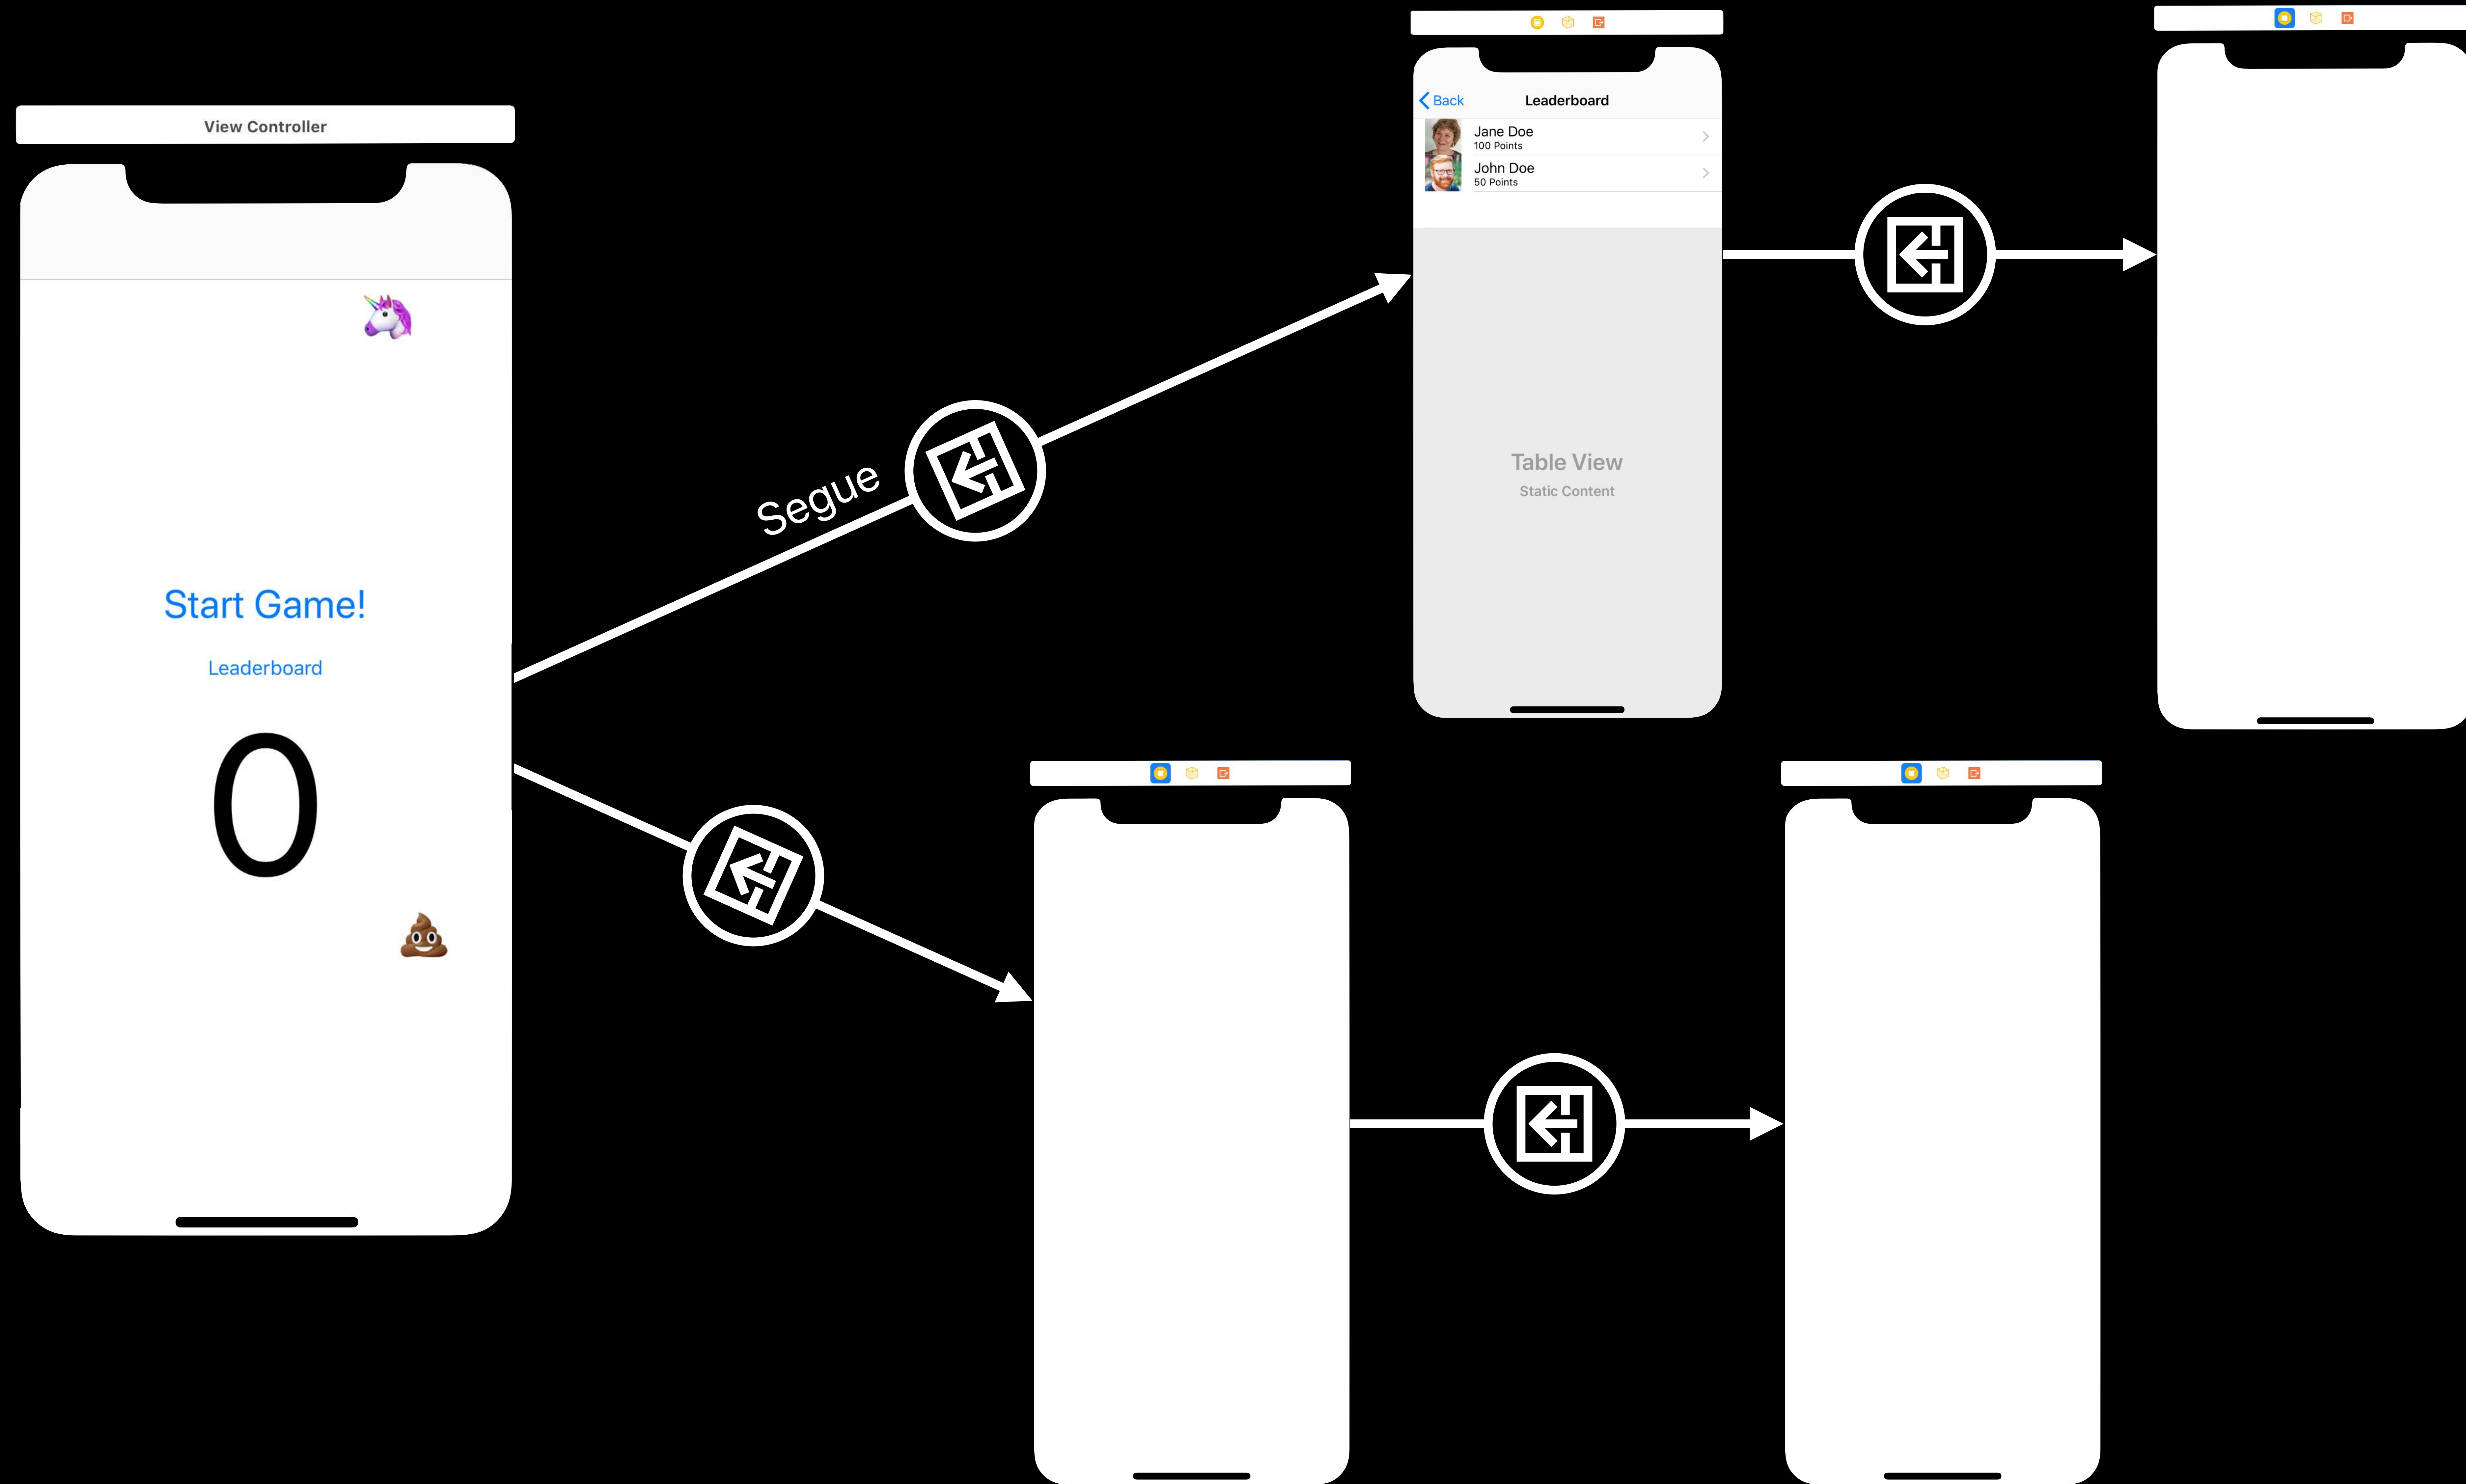 View Controller
Start Game!
Leaderboard
0
Segue
Back
Leaderboard
Jane Doe
100 Points
John Doe
50 Points
Table View
Static Content